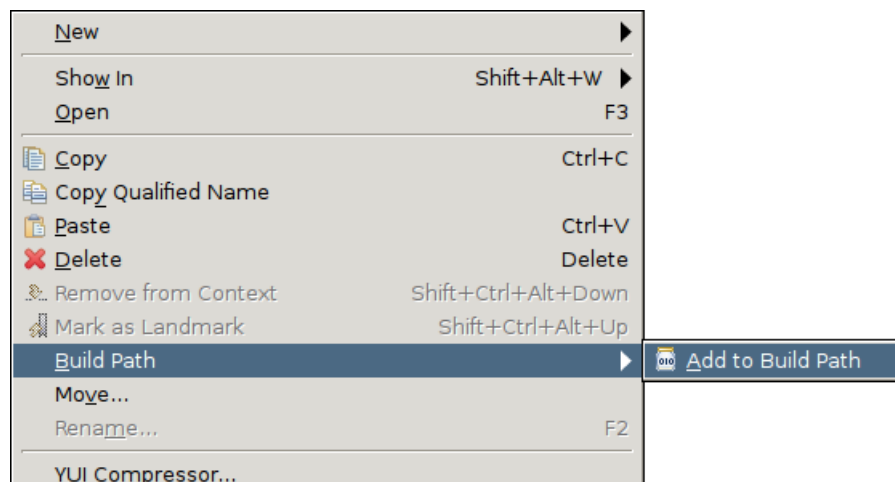 New
Show In Shift+Alt+W
Open F3
Copy Ctrl+C
Copy Qualified Name
Paste Ctrl+V
Delete Delete
Remove from Context Shift+Ctrl+Alt+Down
Mark as Landmark Shift+Ctrl+Alt+Up
Build Path 010 Add to Build Path
Move...
Rename... F2
YUI Compressor...